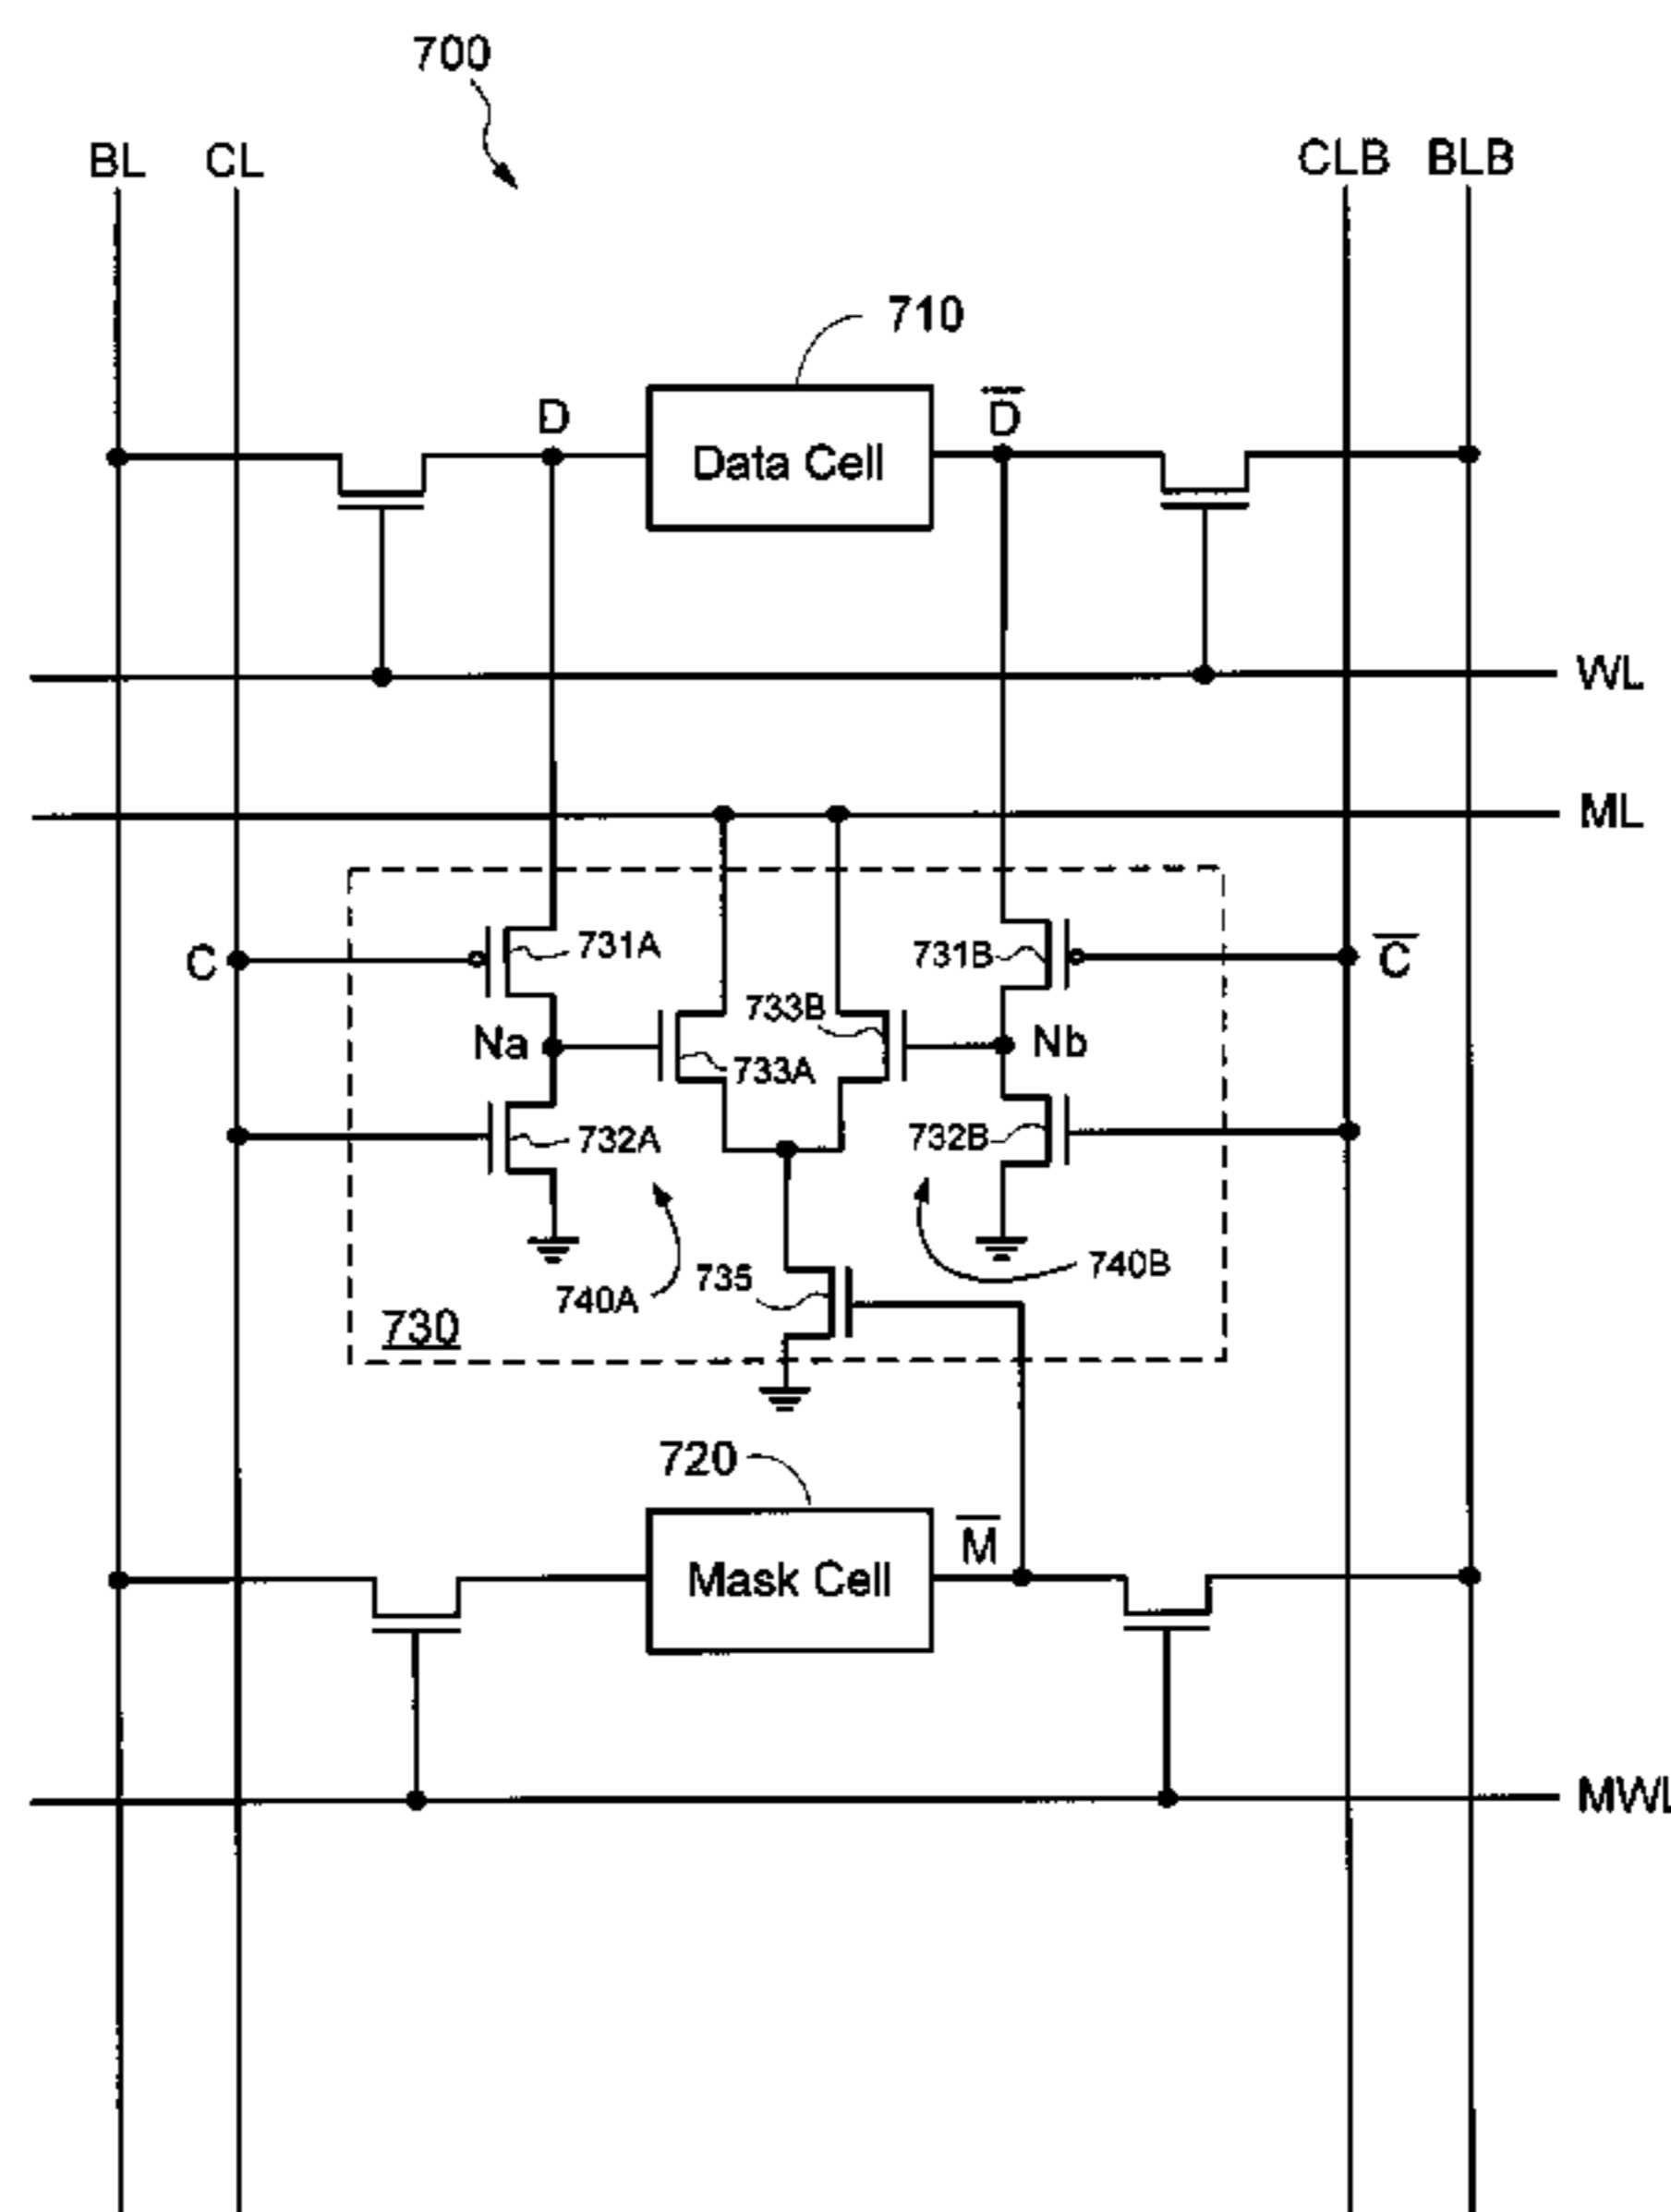 700
BL
CL
CLB
BLB
710
D
D̅
Data Cell
WL
ML
C
731A
731B
C̅
733B
Na
733A
Nb
732A
732B
740A
735
740B
730
720
M̅
Mask Cell
MWL